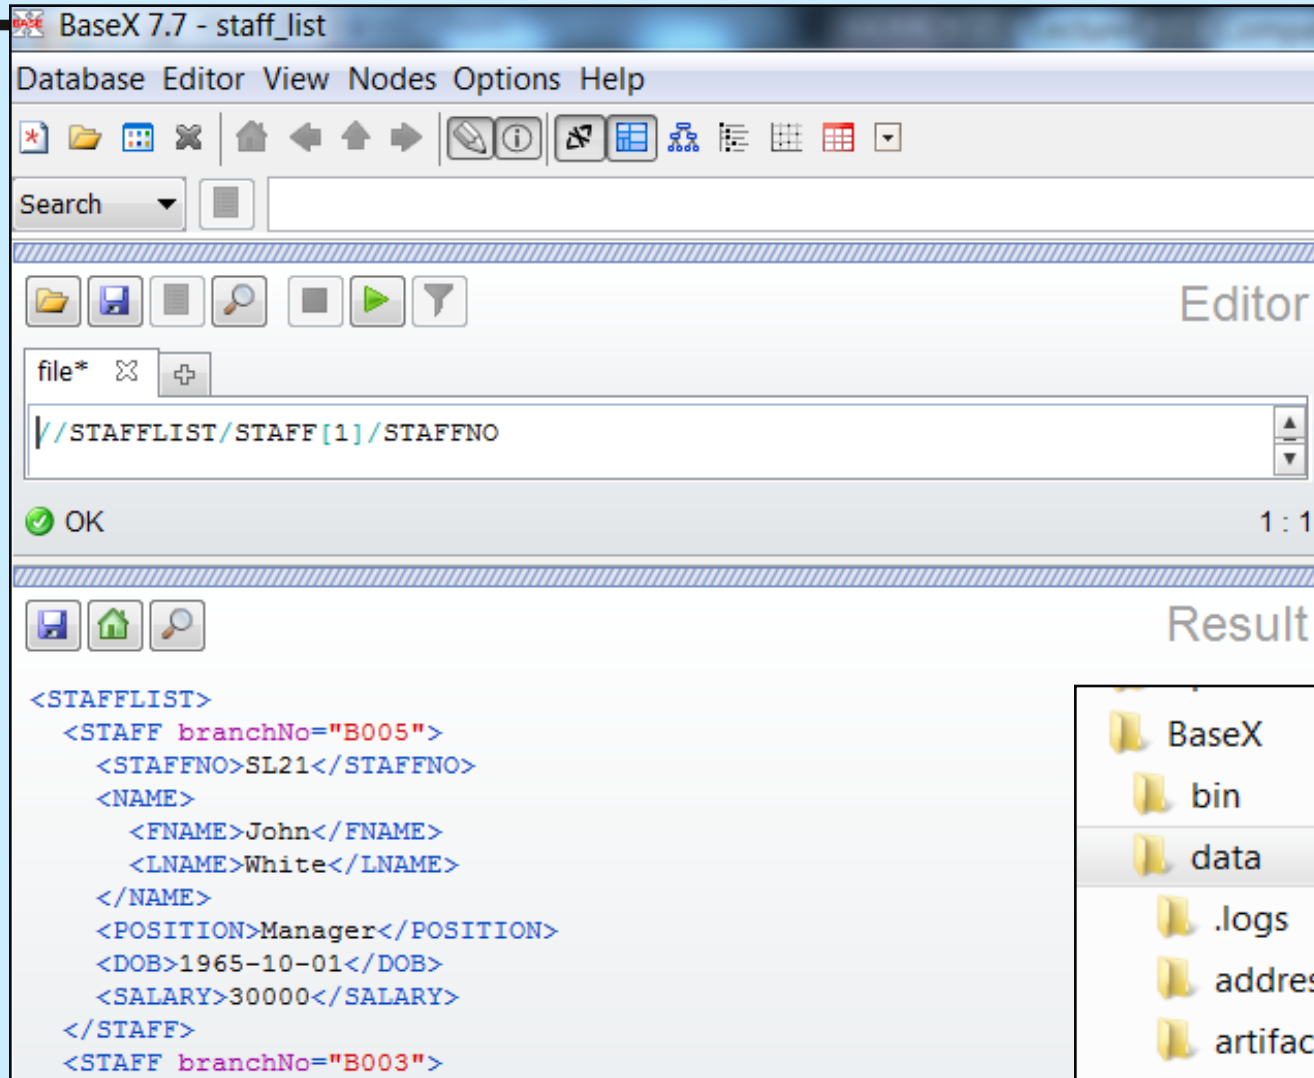 BaseX 7.7 - staff_list
Database Editor View Nodes Options Help
Search
Editor
file*
//STAFFLIST/STAFF[1]/STAFFNO
OK
1 : 1
Result
<STAFFLIST>
<STAFF branchNo="B005">
<STAFFNO>SL21</STAFFNO>
<NAME>
<FNAME>John</FNAME>
<LNAME>White</LNAME>
</NAME>
<POSITION>Manager</POSITION>
<DOB>1965-10-01</DOB>
<SALARY>30000</SALARY>
</STAFF>
<STAFF branchNo="B003">
BaseX
bin
data
.logs
addres
artifac